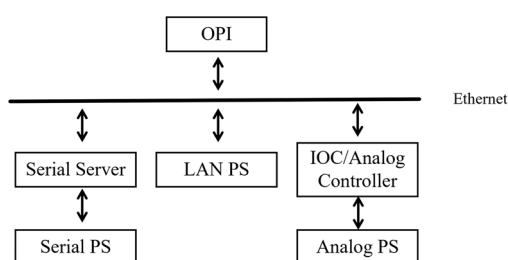 OPI
Ethernet
Serial Server
LAN PS
IOC/Analog
Controller
Serial PS
Analog PS